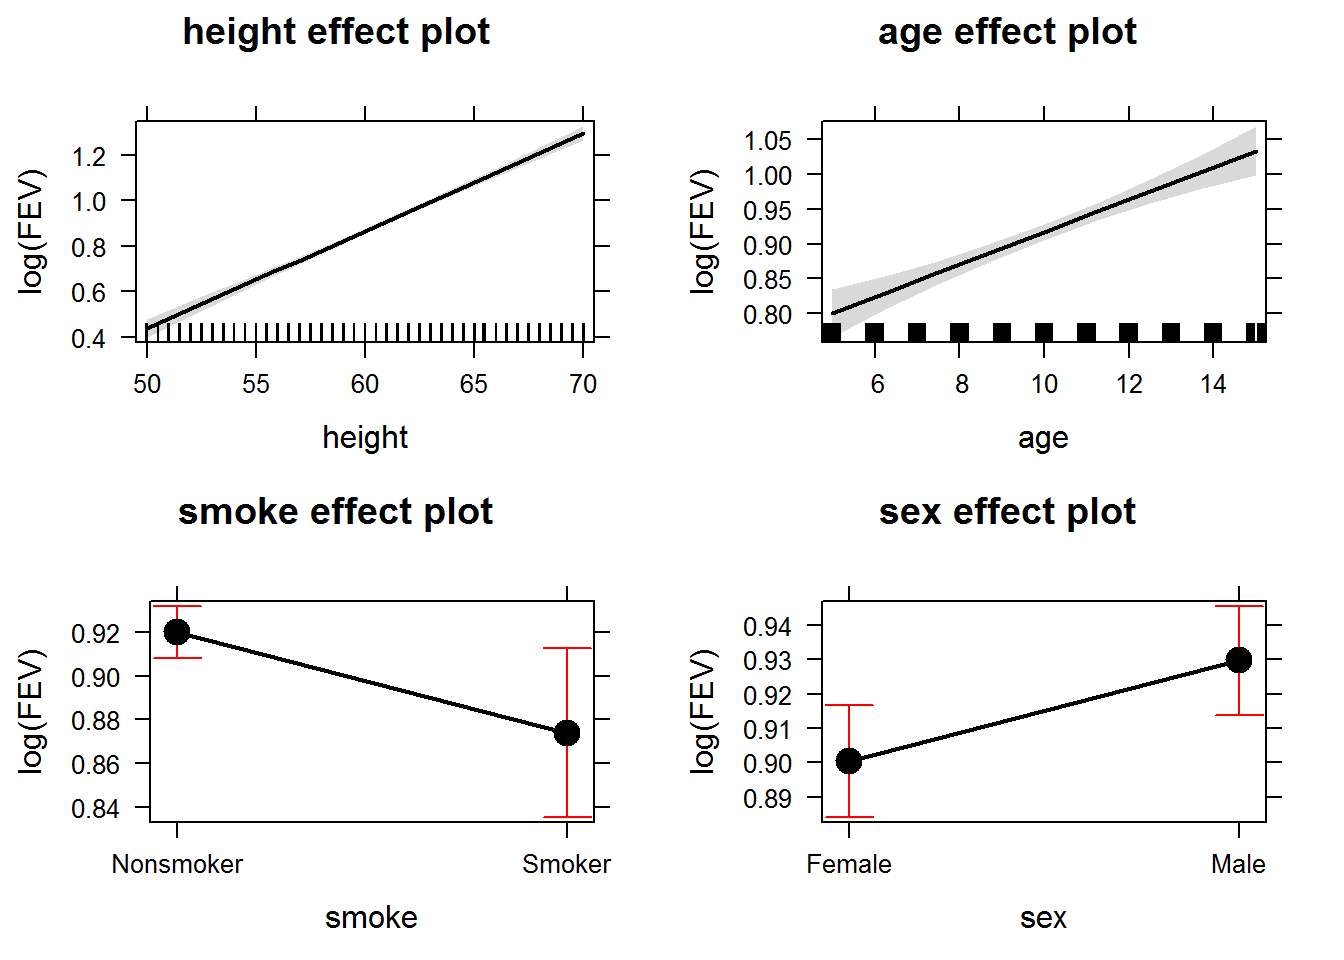 height effect plot
log(FEV)
1.2
1.0
0.8
0.6
0.4
50 55 60 65 70
height
age effect plot
log(FEV)
1.05
1.00
0.95
0.90
0.85
0.80
6 8 10 12 14
age
smoke effect plot
log(FEV)
0.92
0.90
0.88
0.86
0.84
Nonsmoker Smoker
smoke
sex effect plot
log(FEV)
0.94
0.93
0.92
0.91
0.90
0.89
Female Male
sex